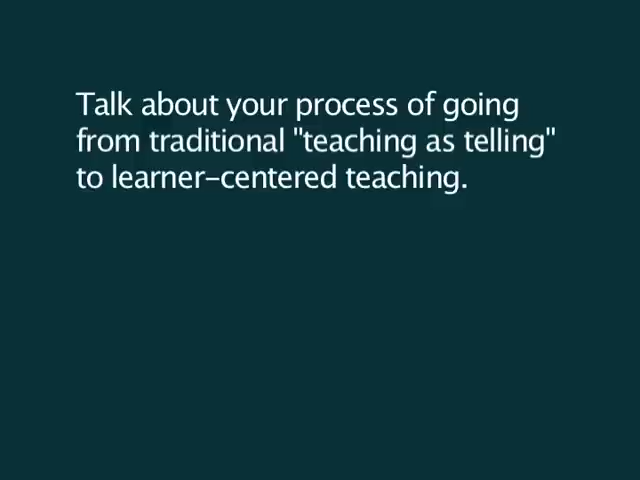 Talk about your process of going
from traditional "teaching as telling"
to learner-centered teaching.